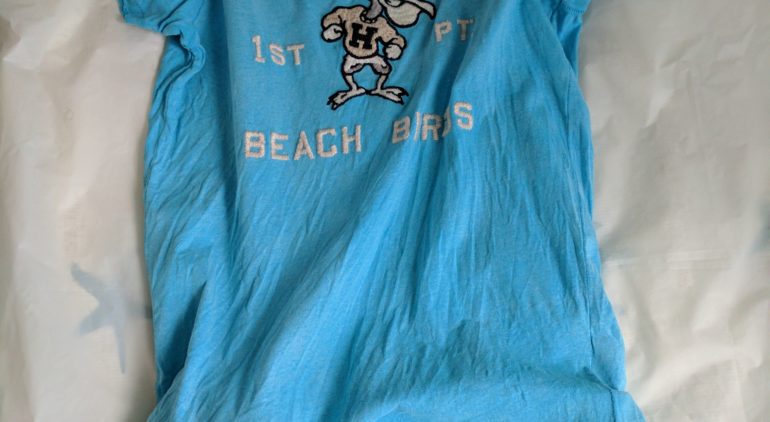 1ST PT.
H
BEACH BIRDS